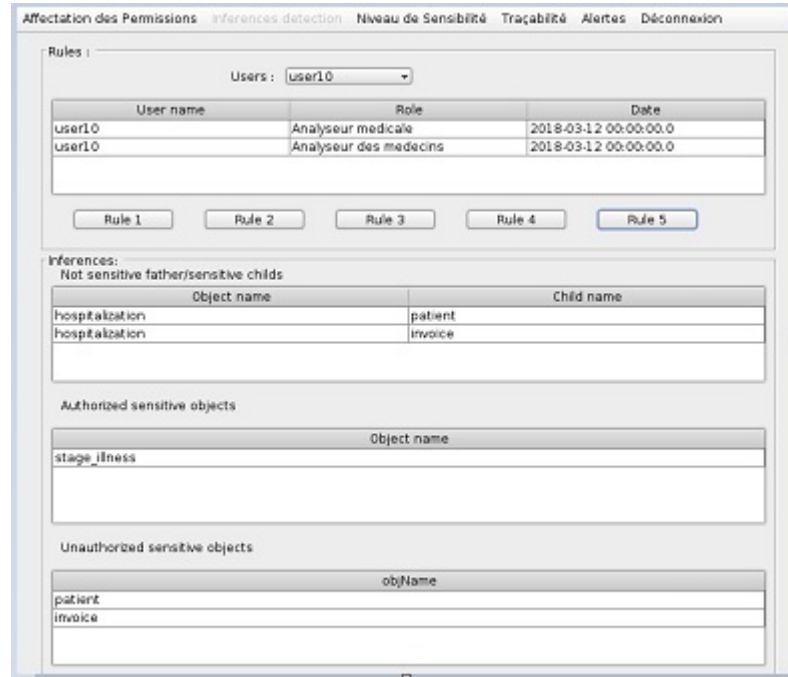 Affectation des Permissions Inferences detection Niveau de Sensibilité Traçabilité Alertes Déconnexion
Rules :
Users : user10
User name Role Date
user10 Analyseur medicale 2018-03-12 00:00:00.0
user10 Analyseur des medecins 2018-03-12 00:00:00.0
Rule 1 Rule 2 Rule 3 Rule 4 Rule 5
Inferences:
Not sensitive father/sensitive childs
Object name Child name
hospitalization patient
hospitalization invoice
Authorized sensitive objects
Object name
stage_illness
Unauthorized sensitive objects
objName
patient
invoice